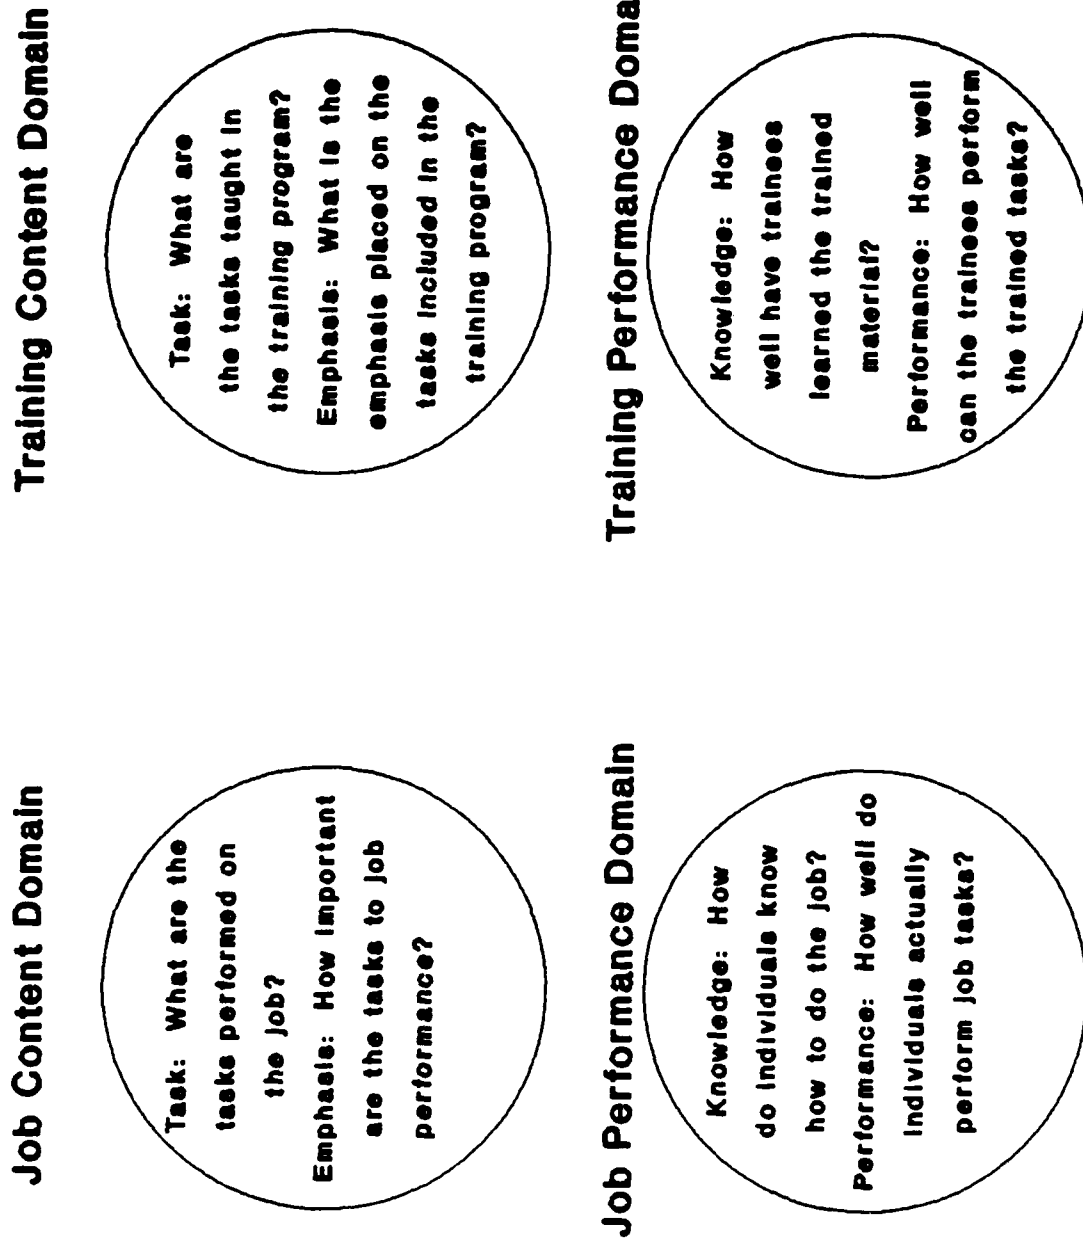 Job Content Domain
Task: What are the
tasks performed on
the job?
Emphasis: How important
are the tasks to job
performance?
Training Content Domain
Task: What are
the tasks taught in
the training program?
Emphasis: What is the
emphasis placed on the
tasks included in the
training program?
Job Performance Domain
Knowledge: How
do individuals know
how to do the job?
Performance: How well do
individuals actually
perform job tasks?
Training Performance Doma
Knowledge: How
well have trainees
learned the trained
material?
Performance: How well
can the trainees perform
the trained tasks?